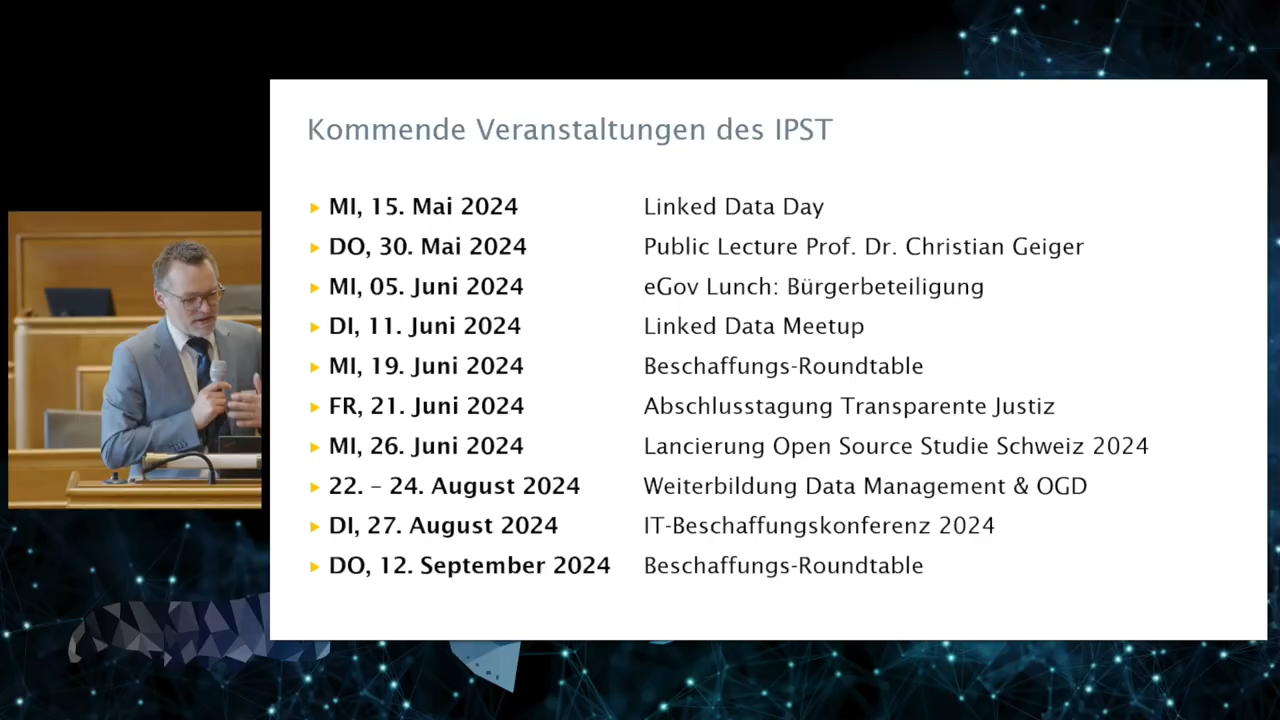 Kommende Veranstaltungen des IPST
MI, 15. Mai 2024 Linked Data Day
DO, 30. Mai 2024 Public Lecture Prof. Dr. Christian Geiger
MI, 05. Juni 2024 eGov Lunch: Bürgerbeteiligung
DI, 11. Juni 2024 Linked Data Meetup
MI, 19. Juni 2024 Beschaffungs-Roundtable
FR, 21. Juni 2024 Abschlusstagung Transparente Justiz
MI, 26. Juni 2024 Lancierung Open Source Studie Schweiz 2024
22. – 24. August 2024 Weiterbildung Data Management & OGD
DI, 27. August 2024 IT-Beschaffungskonferenz 2024
DO, 12. September 2024 Beschaffungs-Roundtable